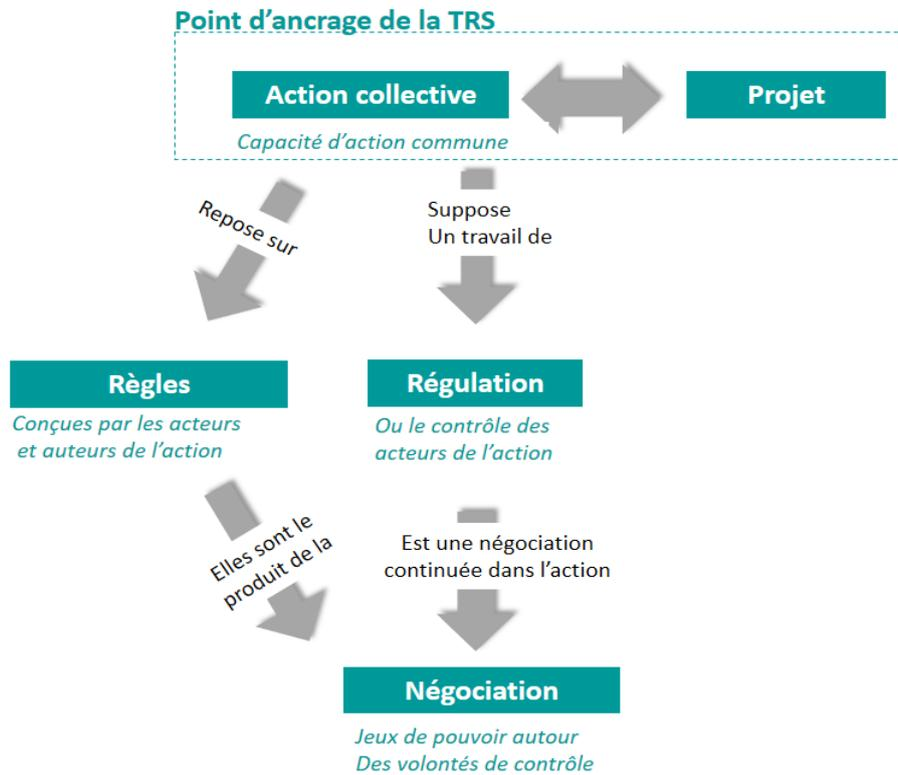 Point d’ancrage de la TRS
Action collective
Projet
Capacité d’action commune
Repose sur
Suppose
Un travail de
Règles
Régulation
Conçues par les acteurs
et auteurs de l’action
Ou le contrôle des
acteurs de l’action
Elles sont le
produit de la
Est une négociation
continuée dans l’action
Négociation
Jeux de pouvoir autour
Des volontés de contrôle